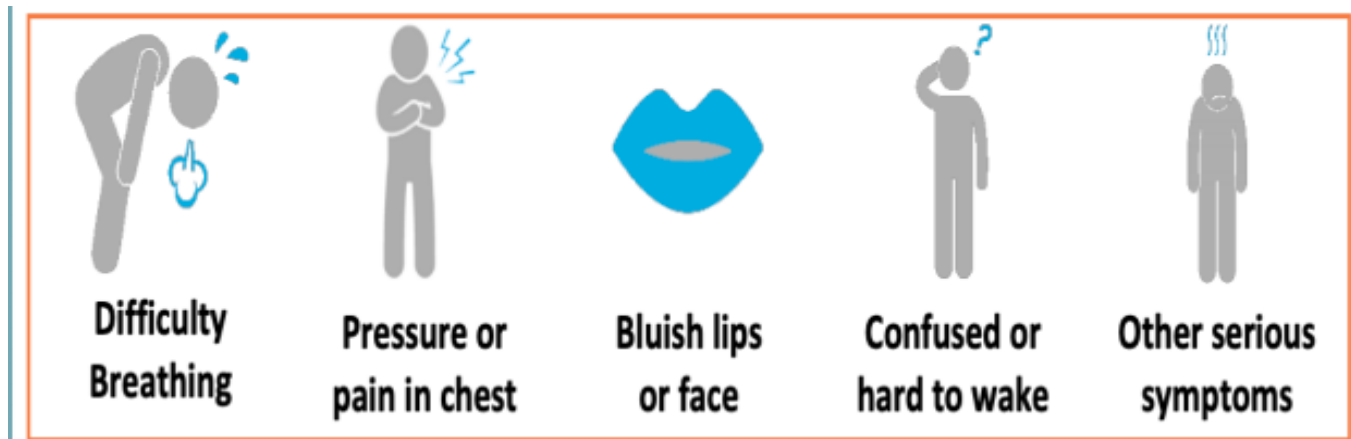 ?
Difficulty
Breathing
Pressure or
pain in chest
Bluish lips
or face
Confused or
hard to wake
Other serious
symptoms